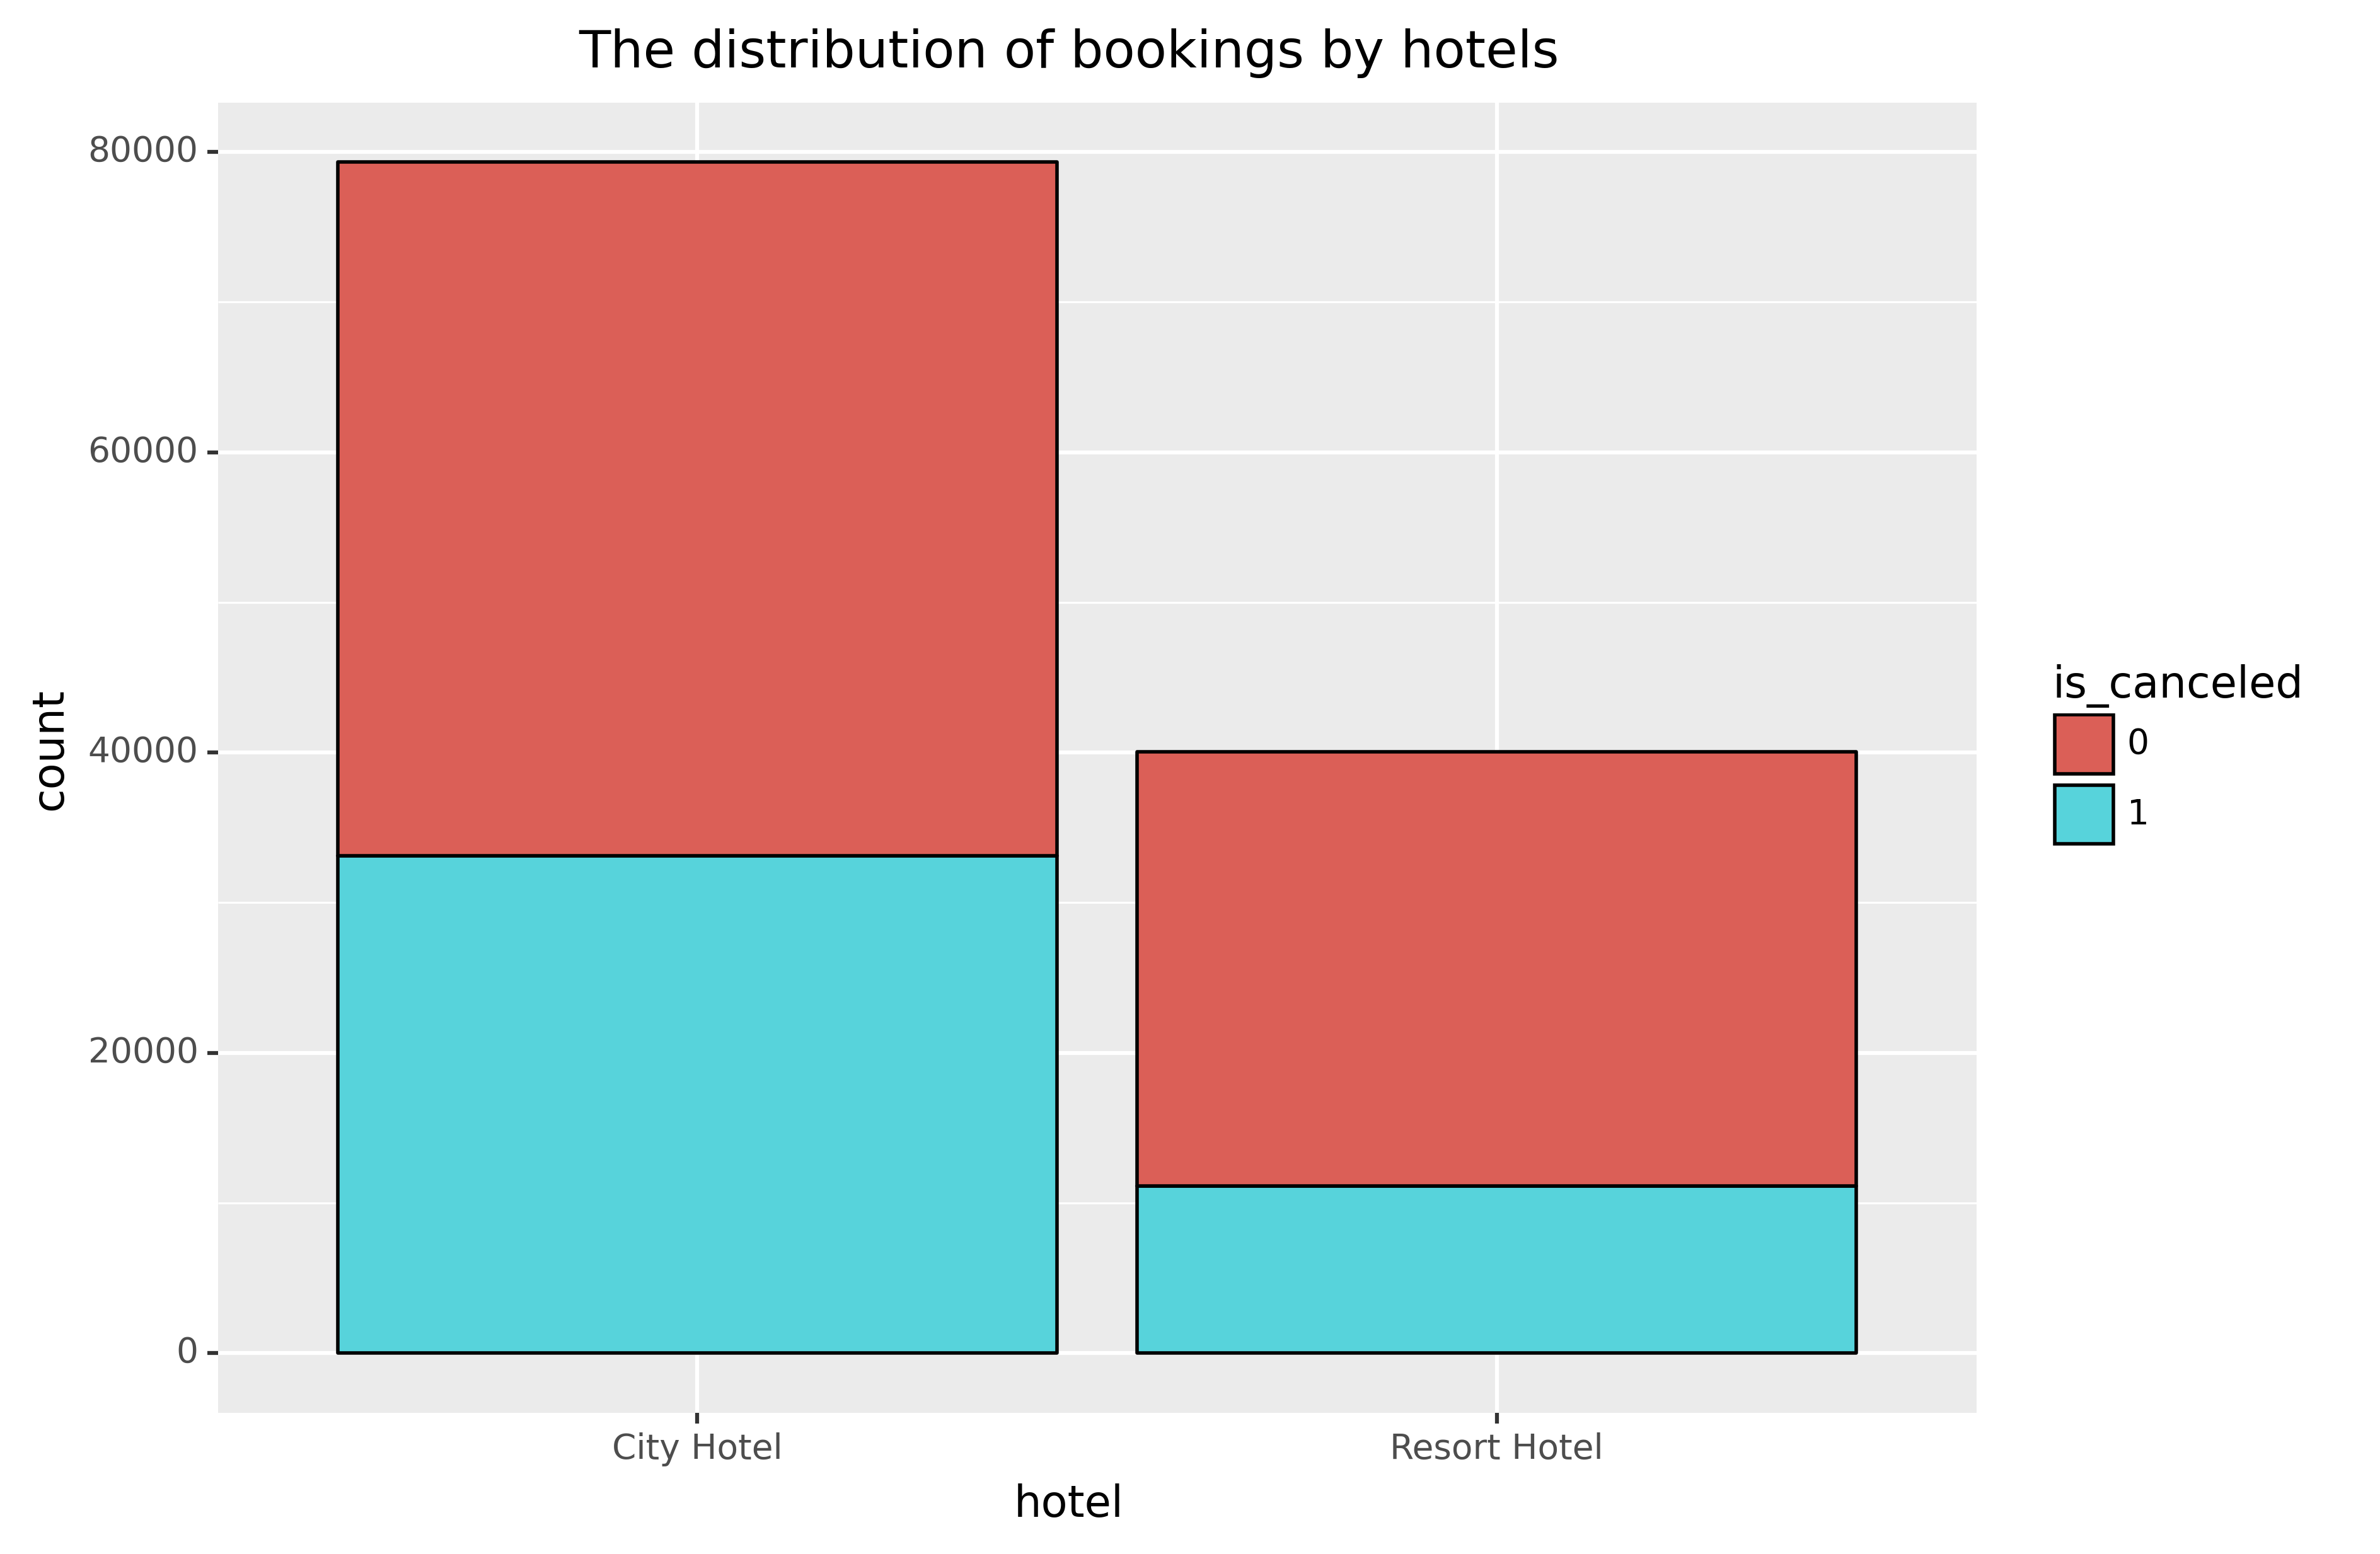 The distribution of bookings by hotels
count
80000
60000
40000
20000
0
City Hotel
Resort Hotel
hotel
is_canceled
0
1